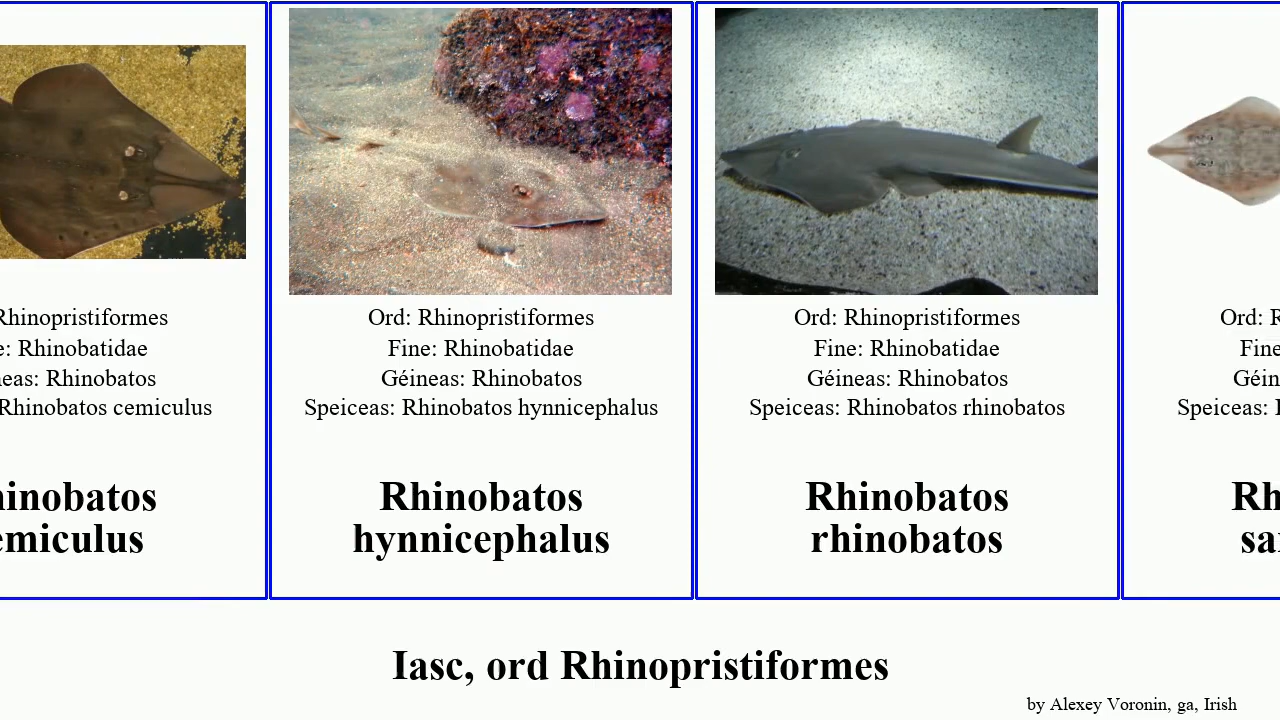 Rhinopristiformes
e: Rhinobatidae
eas: Rhinobatos
Rhinobatos cemiculus
inobatos
emiculus
Ord: Rhinopristiformes
Fine: Rhinobatidae
Géineas: Rhinobatos
Speiceas: Rhinobatos hynnicephalus
Rhinobatos
hynnicephalus
Ord: Rhinopristiformes
Fine: Rhinobatidae
Géineas: Rhinobatos
Speiceas: Rhinobatos rhinobatos
Rhinobatos
rhinobatos
Ord: R
Fine
Géin
Speiceas:
Rh
sa
Iasc, ord Rhinopristiformes
by Alexey Voronin, ga, Irish